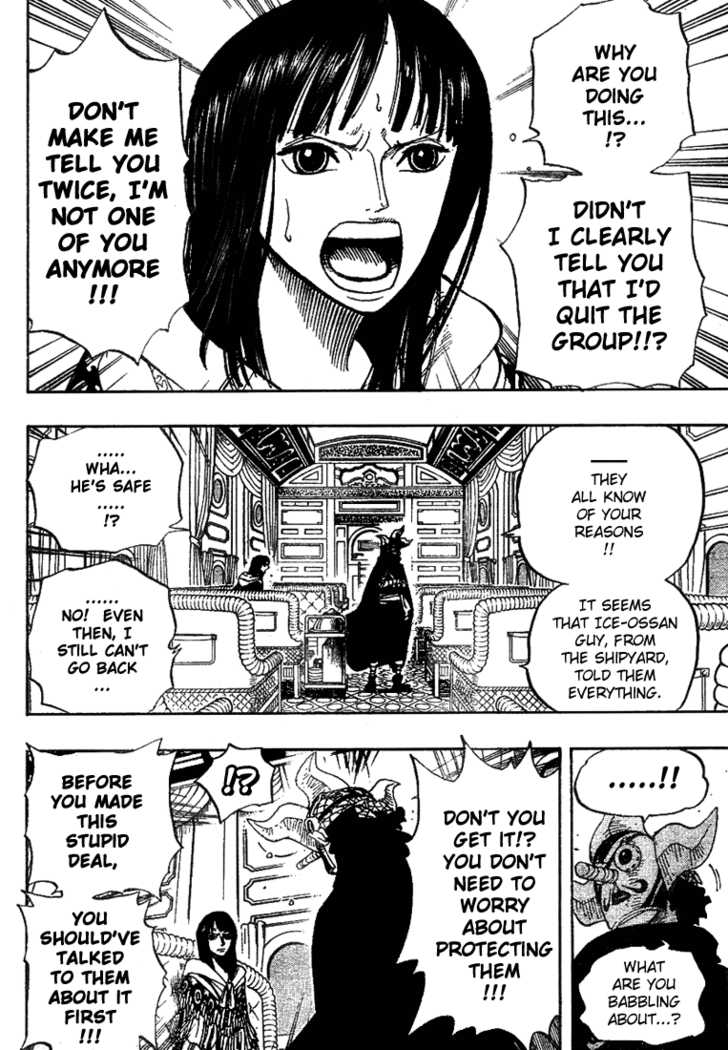 WHY
ARE YOU
DOING
THIS...
!?
DIDN'T
I CLEARLY
TELL YOU
THAT I'D
QUIT THE
GROUP!!?
DON'T
MAKE ME
TELL YOU
TWICE, I'M
NOT ONE
OF YOU
ANYMORE
!!!
THEY
ALL KNOW
OF YOUR
REASONS
!!
IT SEEMS
THAT ICE-OSSAN
GUY, FROM
THE SHIPYARD,
TOLD THEM
EVERYTHING.
.....
WHA...
HE'S SAFE
.....
!?
......
NO! EVEN
THEN, I
STILL CAN'T
GO BACK
...
.....!!
WHAT
ARE YOU
BABBLING
ABOUT...?
DON'T YOU
GET IT!?
YOU DON'T
NEED TO
WORRY
ABOUT
PROTECTING
THEM
!!!
!?
BEFORE
YOU MADE
THIS
STUPID
DEAL,
YOU
SHOULD'VE
TALKED
TO THEM
ABOUT IT
FIRST
!!!